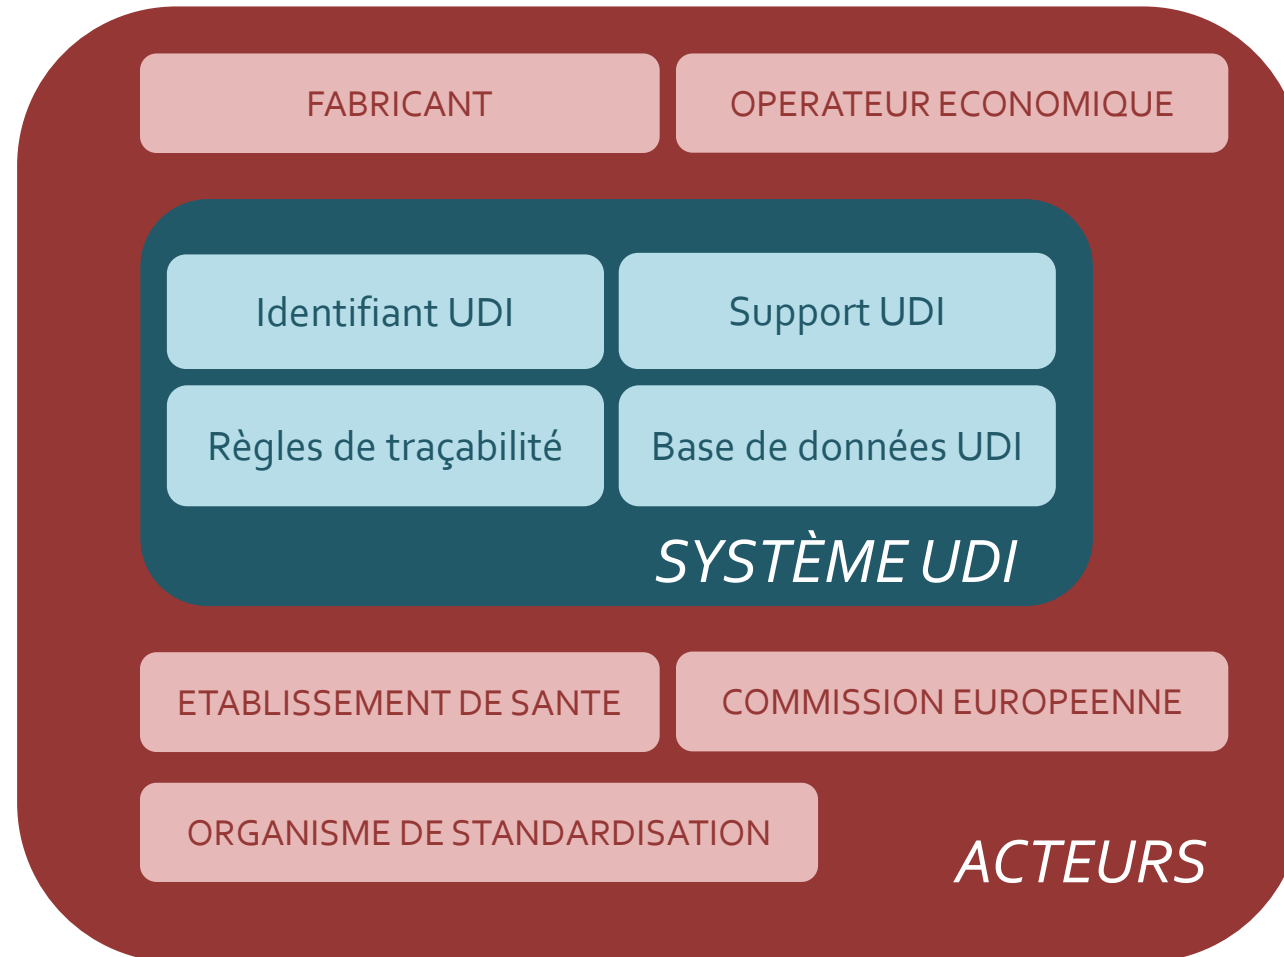 FABRICANT
OPERATEUR ECONOMIQUE
Identifiant UDI
Support UDI
Règles de traçabilité
Base de données UDI
SYSTÈME UDI
ETABLISSEMENT DE SANTE
COMMISSION EUROPEENNE
ORGANISME DE STANDARDISATION
ACTEURS